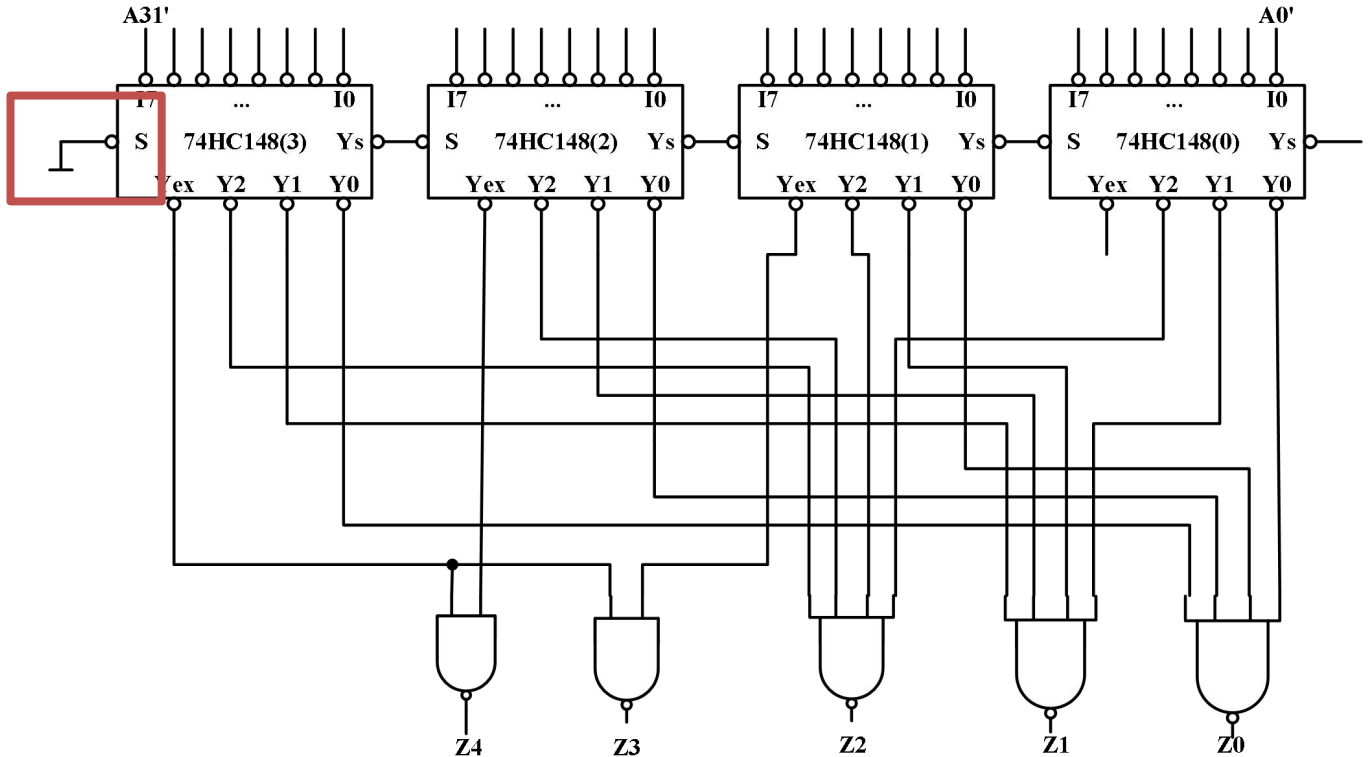 A31' A0'
I7 ... I0 I7 ... I0 I7 ... I0 I7 ... I0
S 74HC148(3) Ys S 74HC148(2) Ys S 74HC148(1) Ys S 74HC148(0) Ys
Yex Y2 Y1 Y0 Yex Y2 Y1 Y0 Yex Y2 Y1 Y0 Yex Y2 Y1 Y0
Z4 Z3 Z2 Z1 Z0